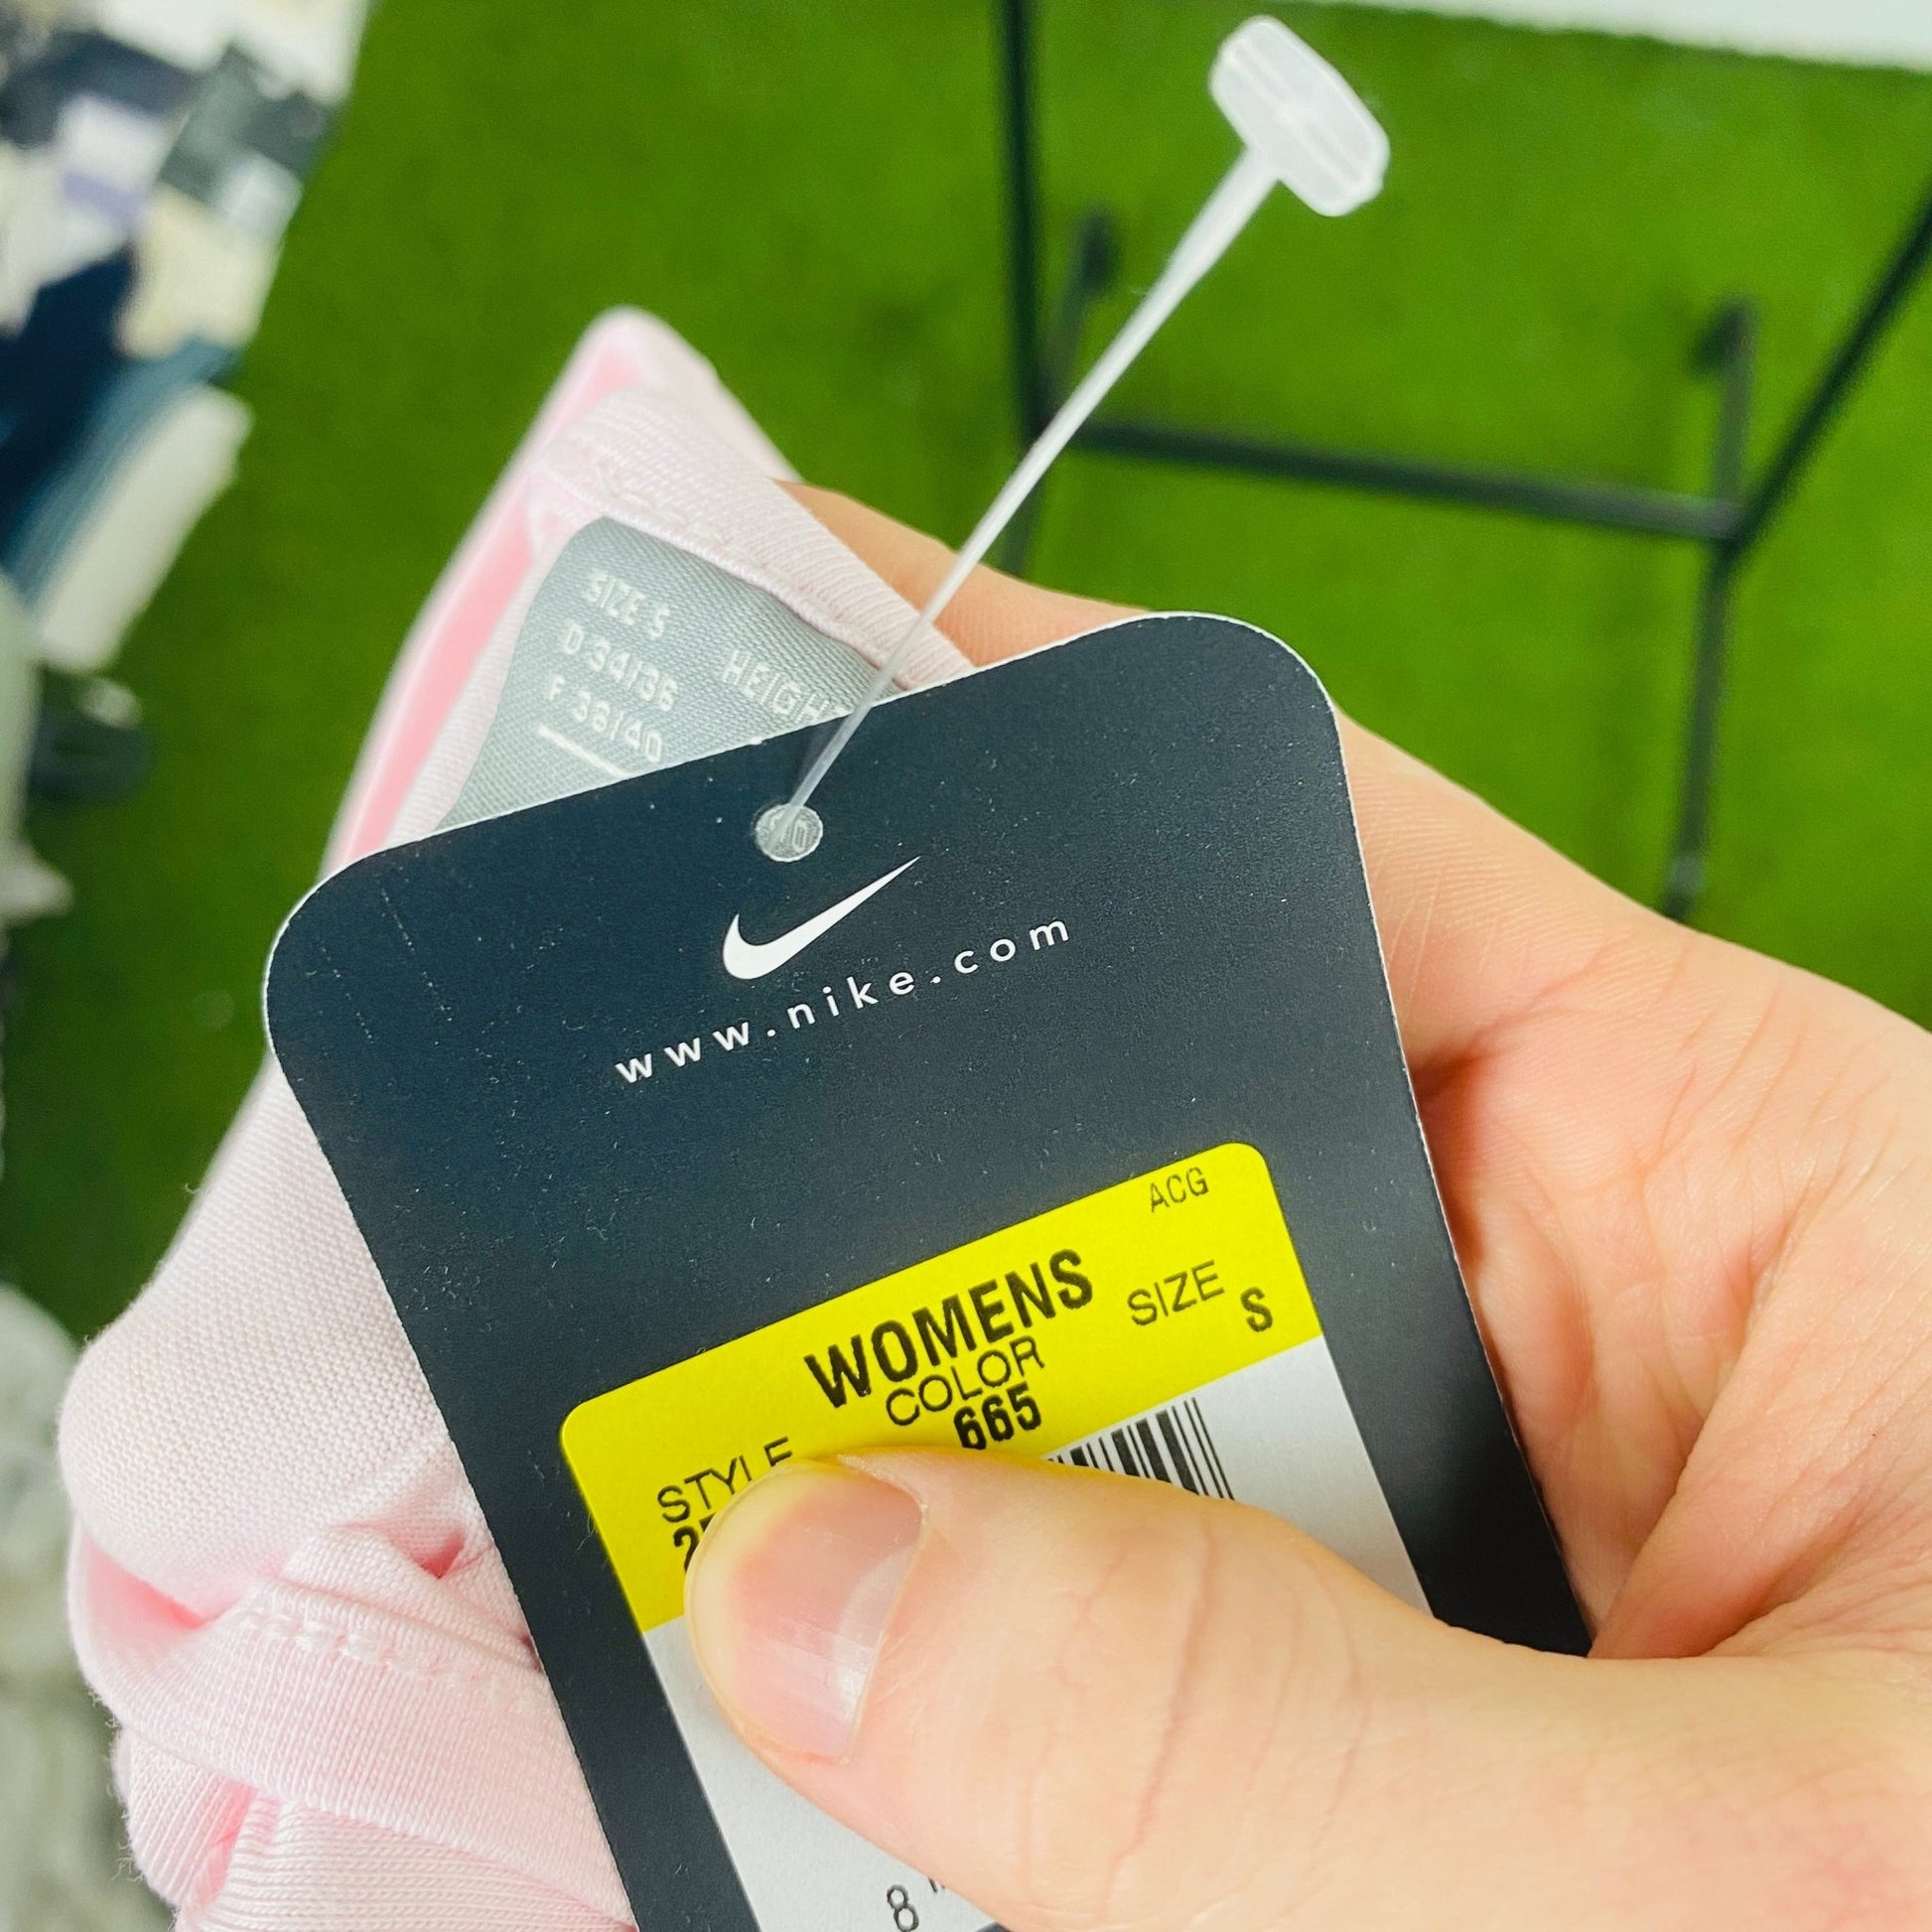 SIZE S
D 34/36
F 36/40
HEIGH
www.nike.com
ACG
WOMENS
SIZE
S
COLOR
665
STYLE
8